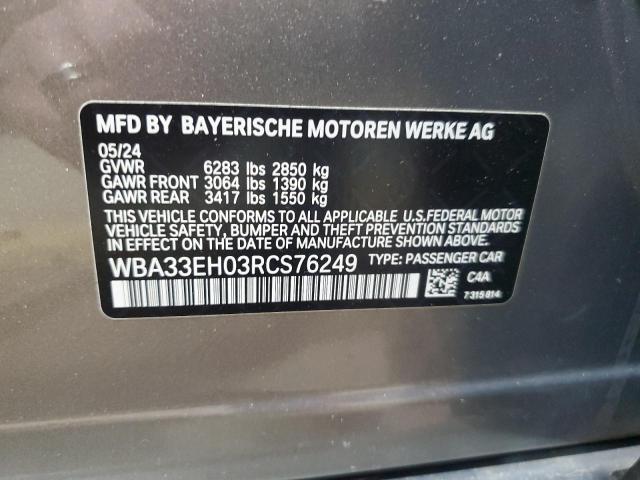 MFD BY BAYERISCHE MOTOREN WERKE AG
05/24
GVWR 6283 lbs 2850 kg
GAWR FRONT 3064 lbs 1390 kg
GAWR REAR 3417 lbs 1550 kg
THIS VEHICLE CONFORMS TO ALL APPLICABLE U.S.FEDERAL MOTOR
VEHICLE SAFETY, BUMPER AND THEFT PREVENTION STANDARDS
IN EFFECT ON THE DATE OF MANUFACTURE SHOWN ABOVE.
WBA33EH03RCS76249 TYPE: PASSENGER CAR
C4A
7315814